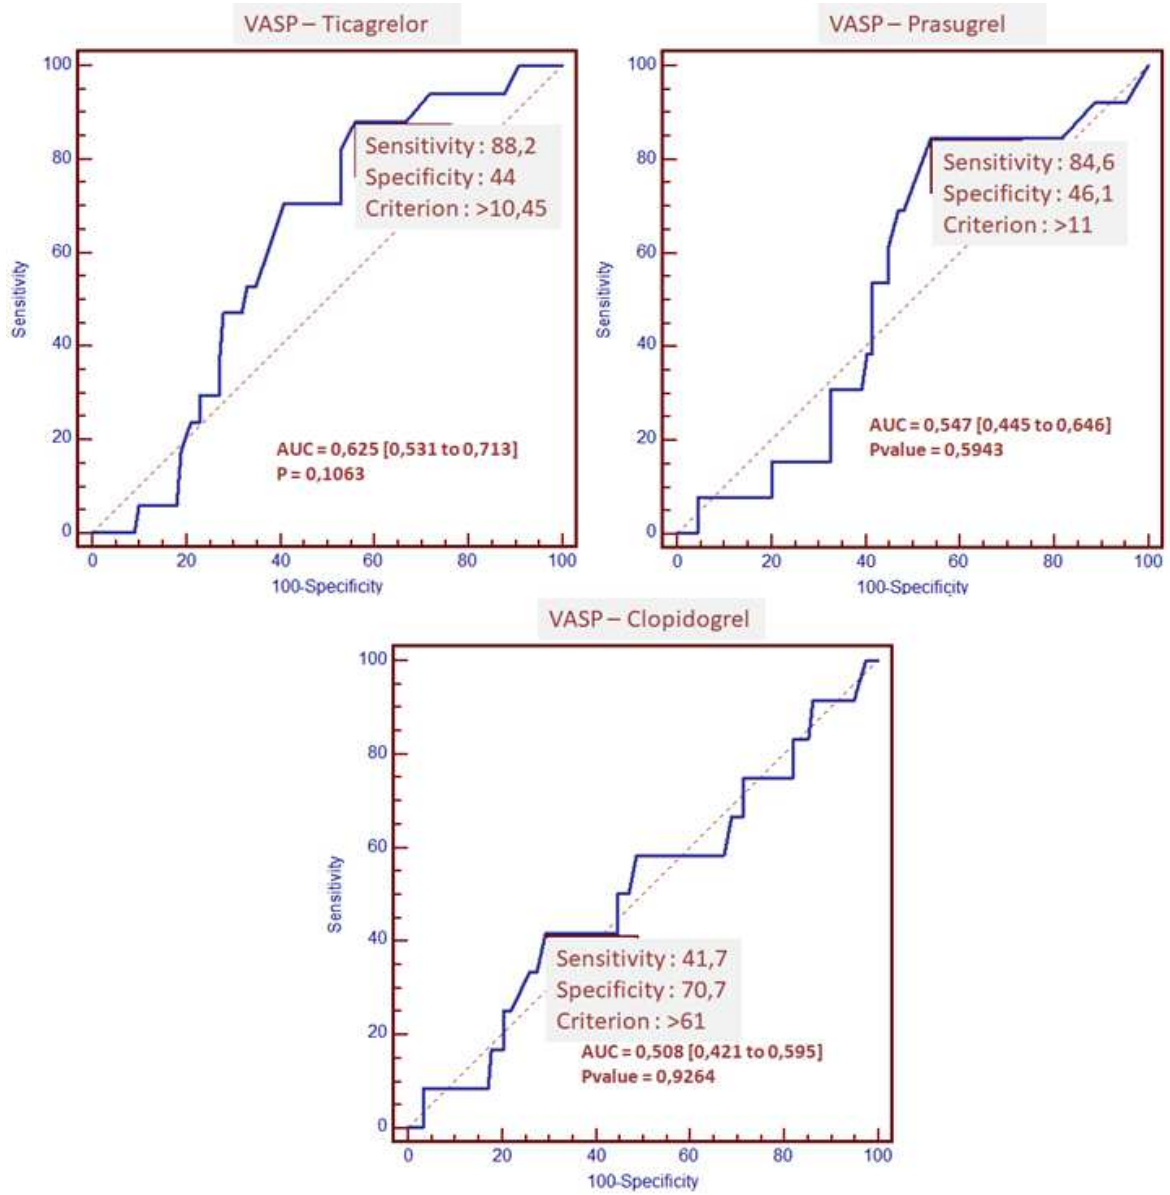 VASP – Ticagrelor
100
80
60
40
20
0
Sensitivity
Sensitivity : 88,2
Specificity : 44
Criterion : >10,45
AUC = 0,625 [0,531 to 0,713]
P = 0,1063
0 20 40 60 80 100
100-Specificity
VASP – Prasugrel
100
80
60
40
20
0
Sensitivity
Sensitivity : 84,6
Specificity : 46,1
Criterion : >11
AUC = 0,547 [0,445 to 0,646]
Pvalue = 0,5943
0 20 40 60 80 100
100-Specificity
VASP – Clopidogrel
100
80
60
40
20
0
Sensitivity
Sensitivity : 41,7
Specificity : 70,7
Criterion : >61
AUC = 0,508 [0,421 to 0,595]
Pvalue = 0,9264
0 20 40 60 80 100
100-Specificity